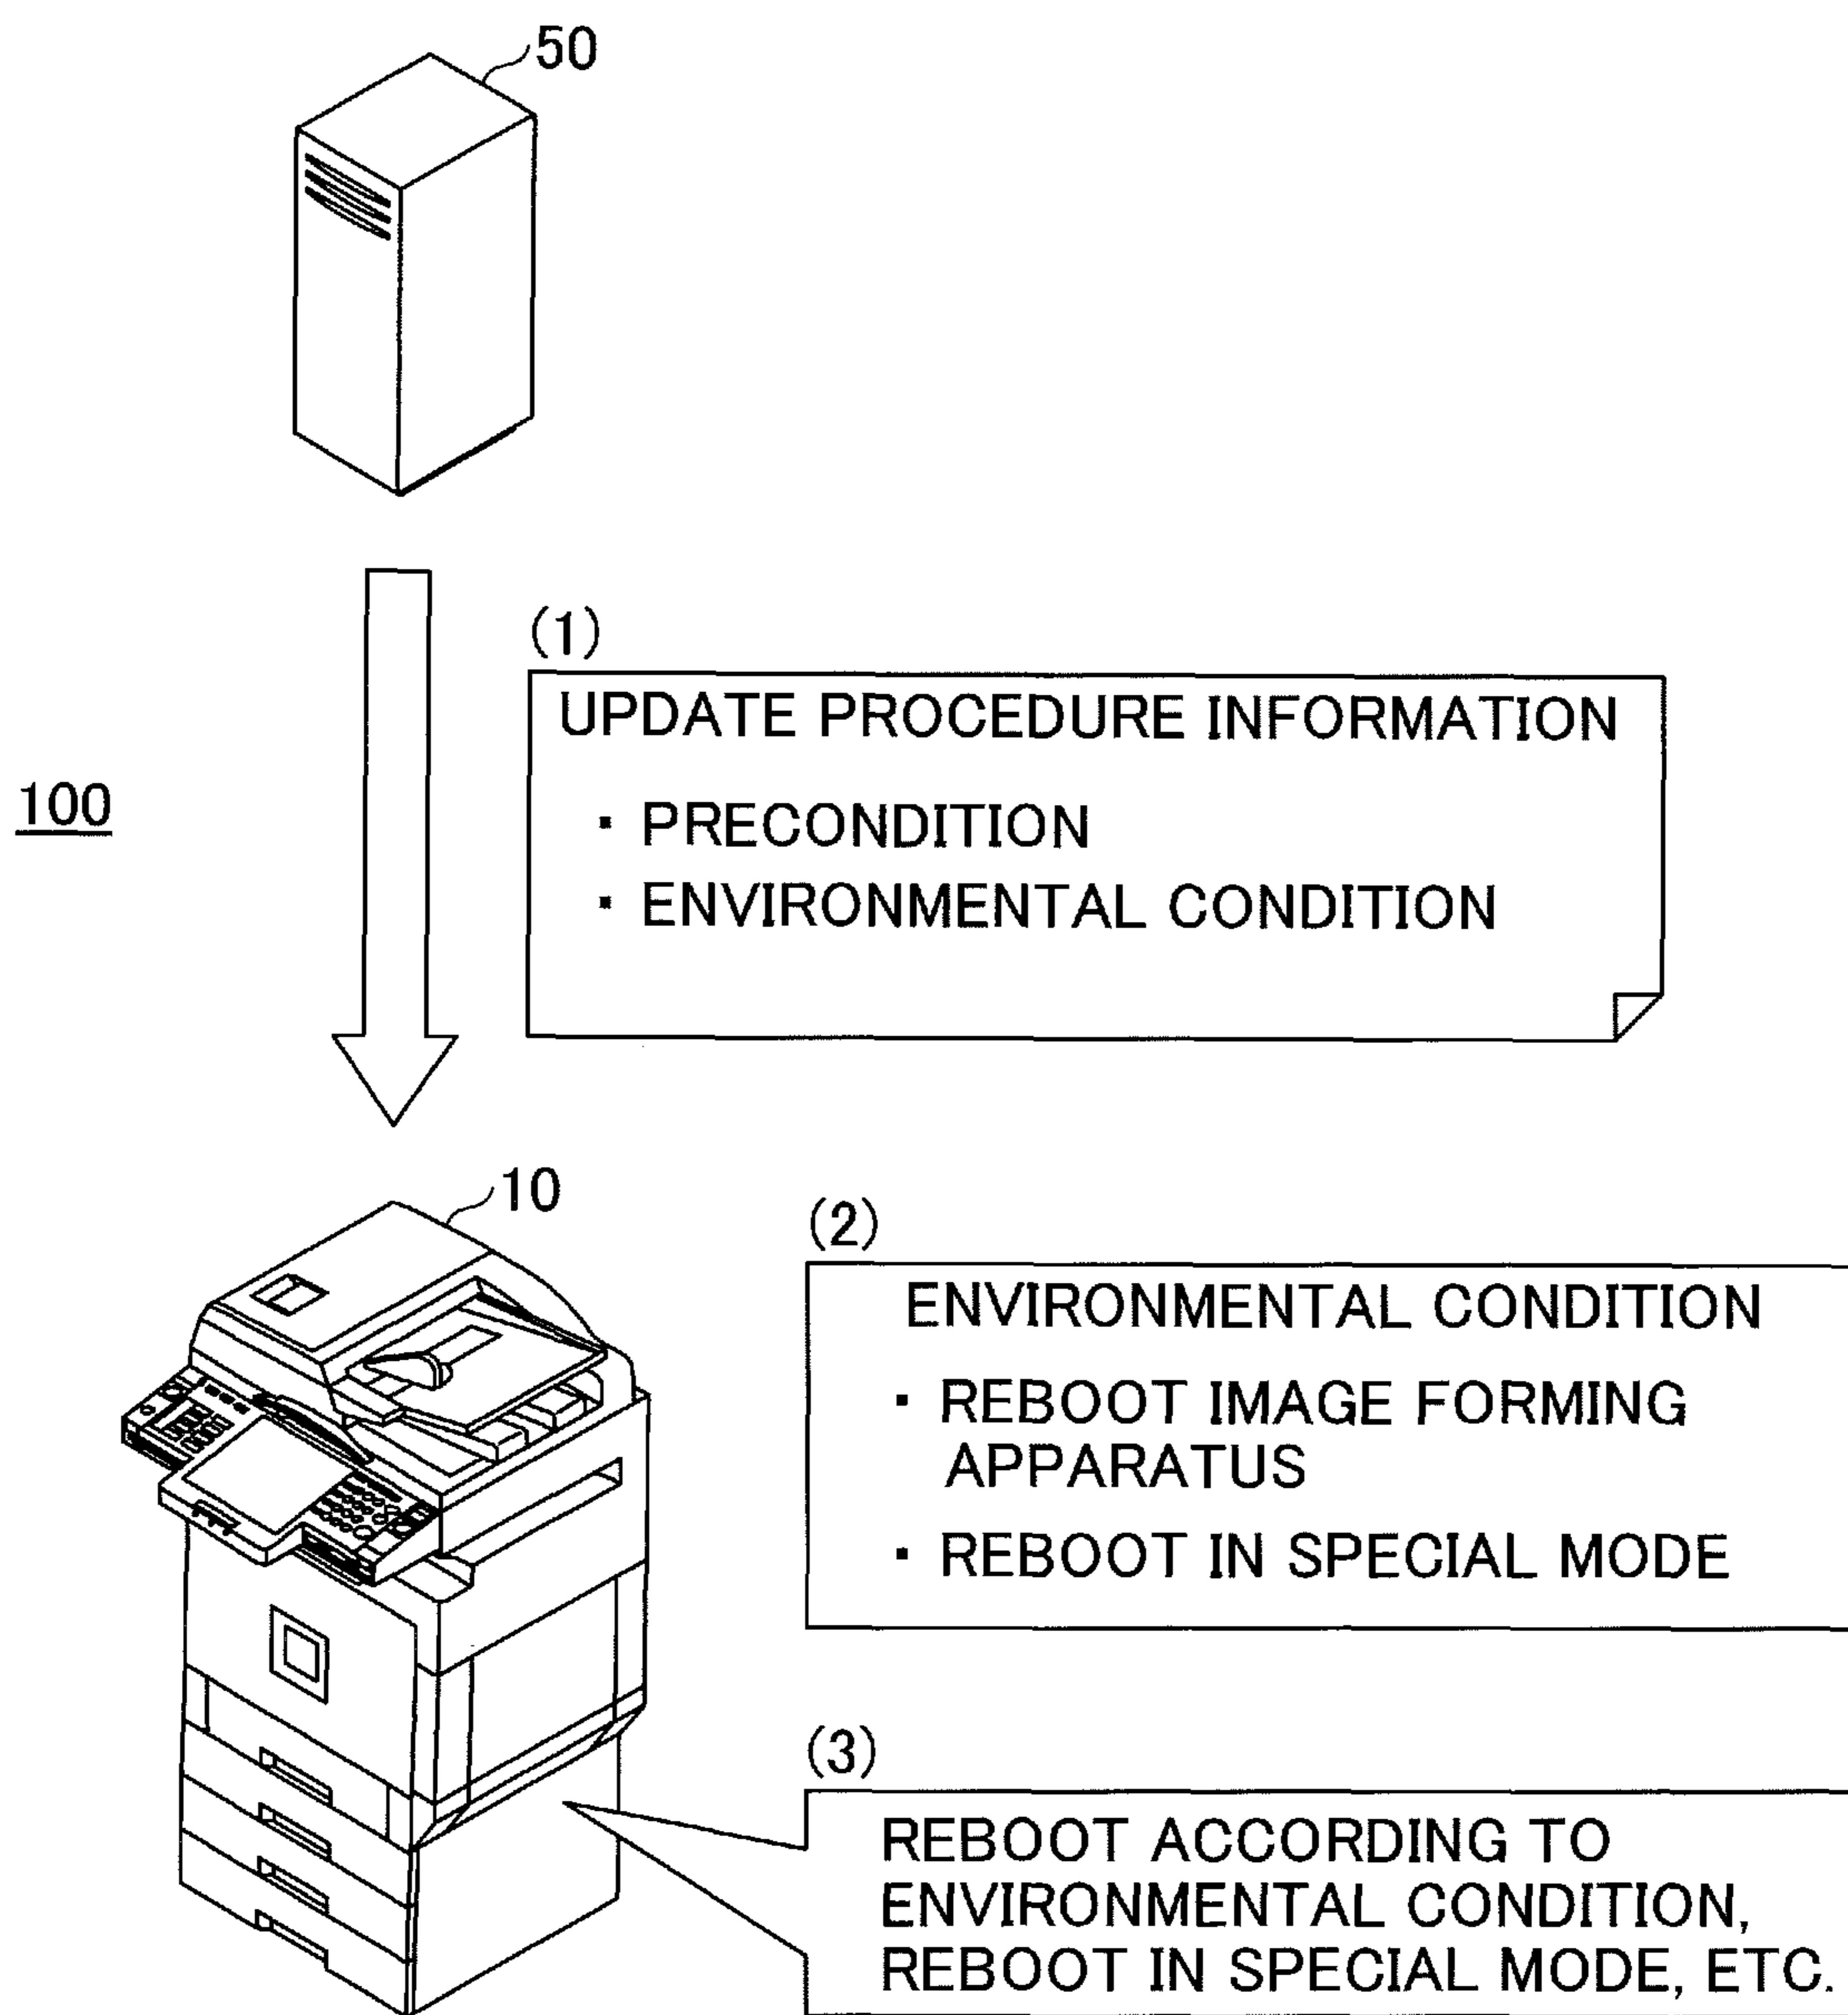 50
(1)
UPDATE PROCEDURE INFORMATION
・ PRECONDITION
・ ENVIRONMENTAL CONDITION
100
10
(2)
ENVIRONMENTAL CONDITION
・ REBOOT IMAGE FORMING
APPARATUS
・ REBOOT IN SPECIAL MODE
(3)
REBOOT ACCORDING TO
ENVIRONMENTAL CONDITION,
REBOOT IN SPECIAL MODE, ETC.